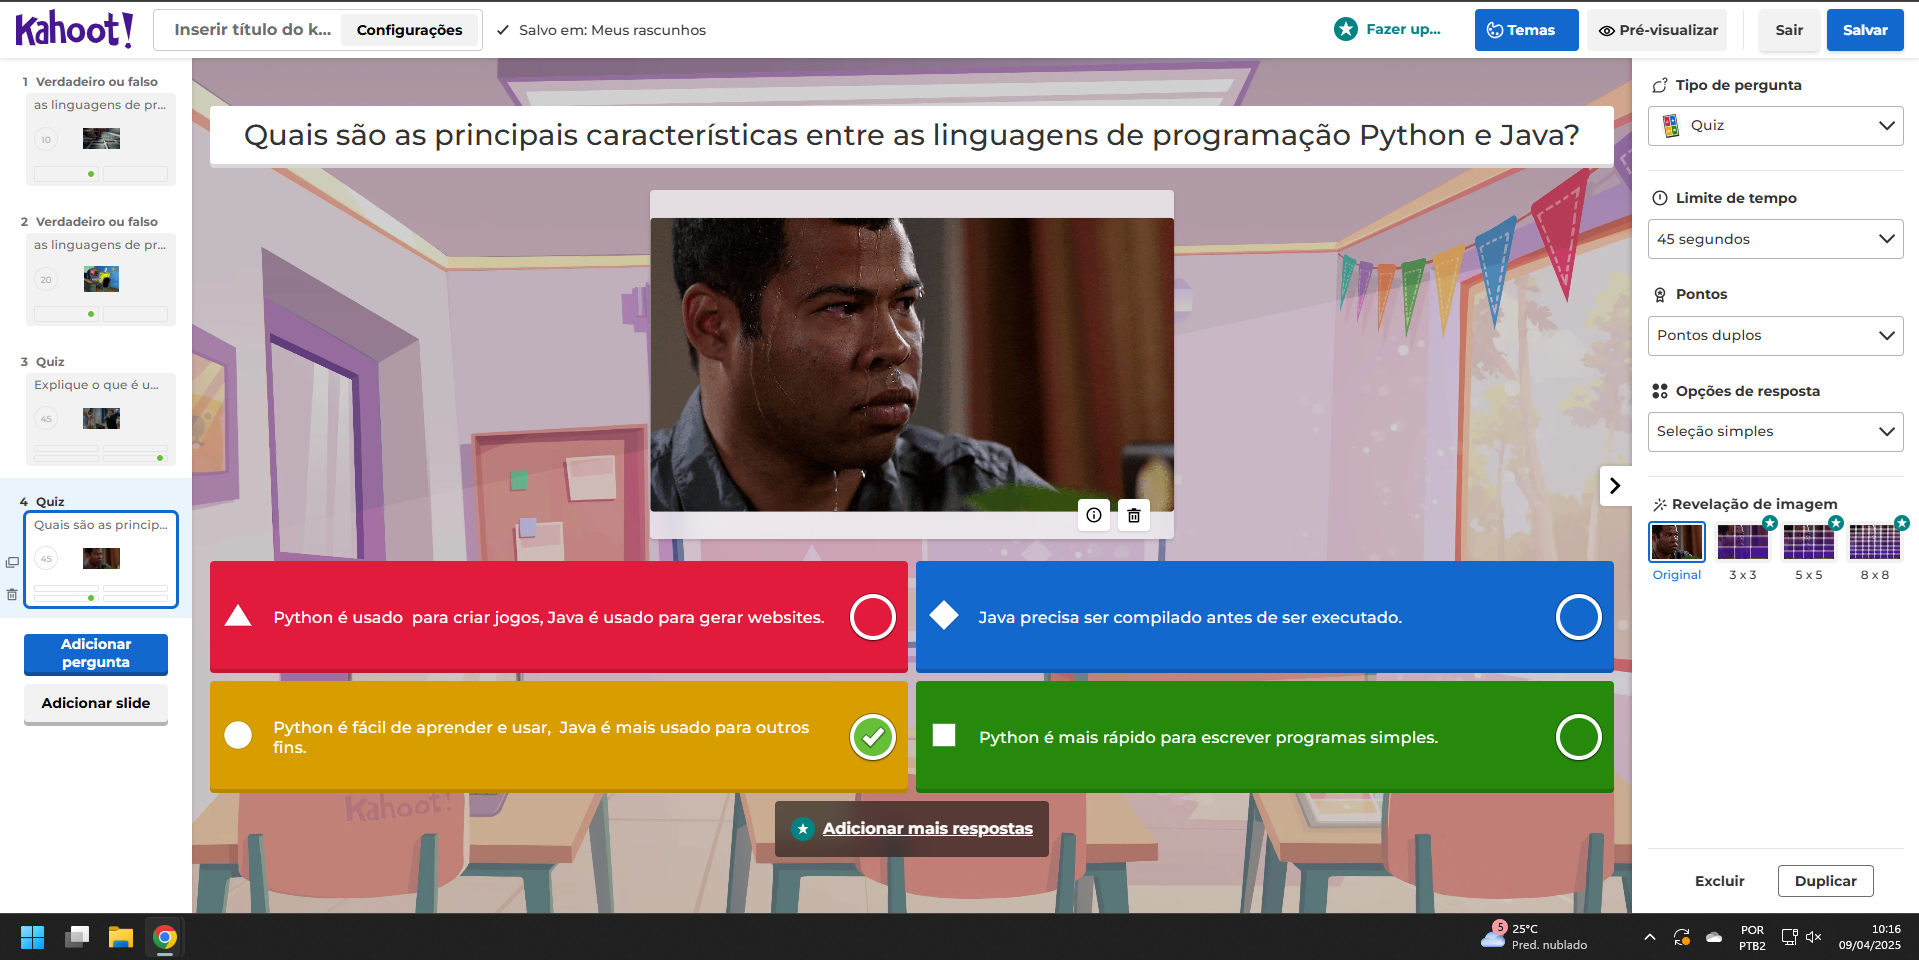 Kahoot!
Inserir título do k...
Configurações
Salvo em: Meus rascunhos
Fazer up...
Temas
Pré-visualizar
Sair
Salvar
1 Verdadeiro ou falso
as linguagens de pr...
10
2 Verdadeiro ou falso
as linguagens de pr...
20
3 Quiz
Explique o que é u...
45
4 Quiz
Quais são as princip...
45
Adicionar
pergunta
Adicionar slide
Quais são as principais característicias entre as linguagens de programação Python e Java?
Python é usado  para criar jogos, Java é usado para gerar websites.
Java precisa ser compilado antes de ser executado.
Python é fácil de aprender e usar,  Java é mais usado para outros
fins.
Python é mais rápido para escrever programas simples.
Kahoot!
Adicionar mais respostas
Tipo de pergunta
Quiz
Limite de tempo
45 segundos
Pontos
Pontos duplos
Opções de resposta
Seleção simples
Revelação de imagem
Original
3 x 3
5 x 5
8 x 8
Excluir
Duplicar
5
25°C
Pred. nublado
POR
PTB2
10:16
09/04/2025